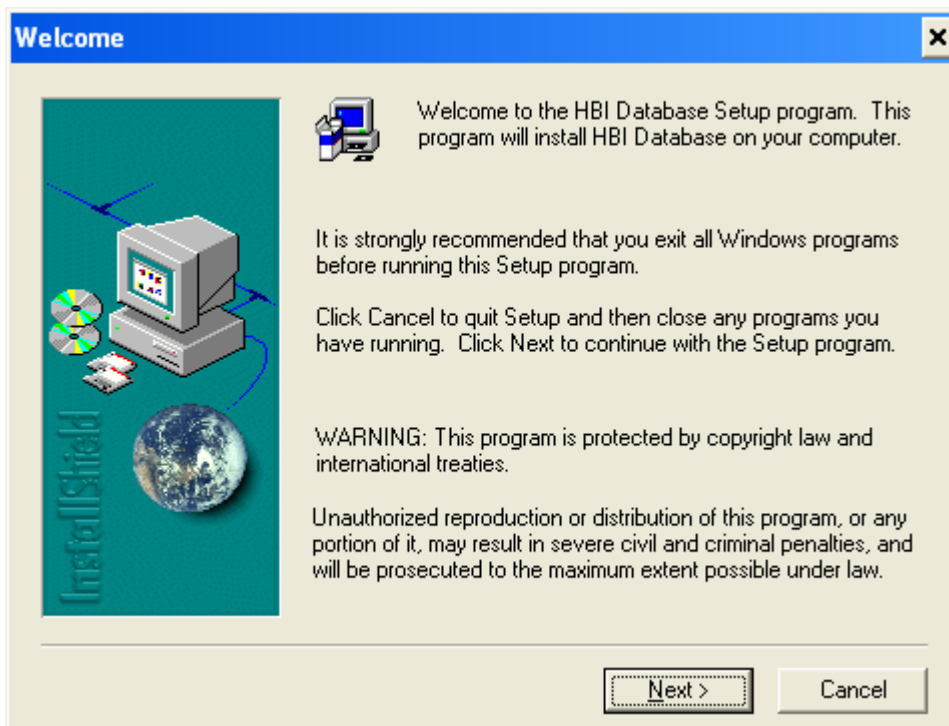 Welcome
Welcome to the HBI Database Setup program. This
program will install HBI Database on your computer.
It is strongly recommended that you exit all Windows programs
before running this Setup program.
Click Cancel to quit Setup and then close any programs you
have running. Click Next to continue with the Setup program.
WARNING: This program is protected by copyright law and
international treaties.
Unauthorized reproduction or distribution of this program, or any
portion of it, may result in severe civil and criminal penalties, and
will be prosecuted to the maximum extent possible under law.
InstallShield
Next >
Cancel